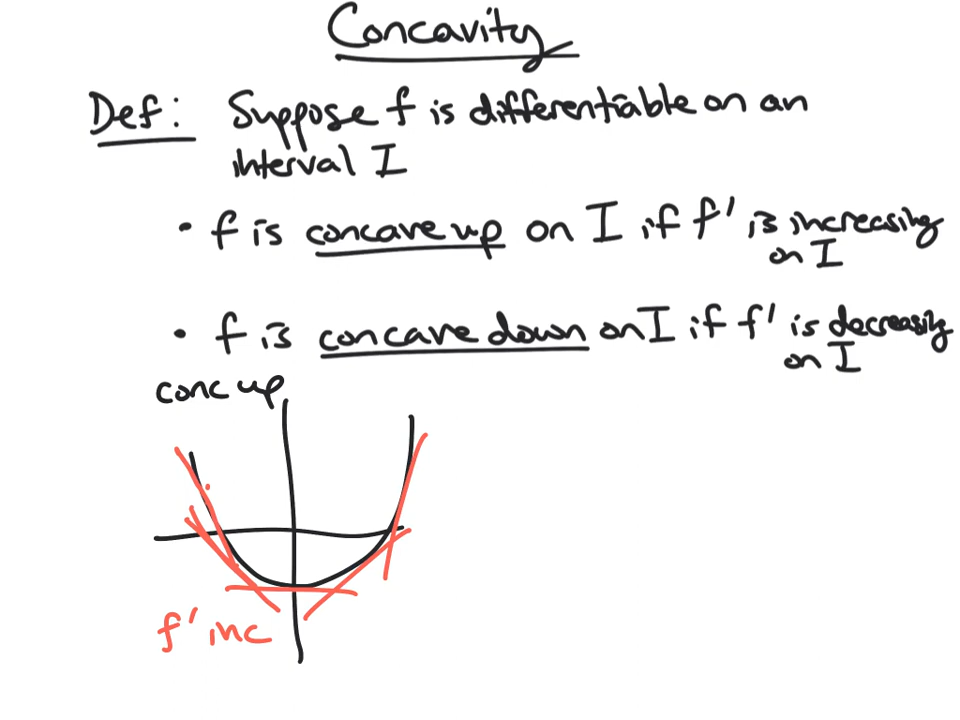 Concavity
Def: Suppose f is differentiable on an
interval I
• f is concave up on I if f' is increasing
on I
• f is concave down on I if f' is decreasing
on I
conc up
f' inc